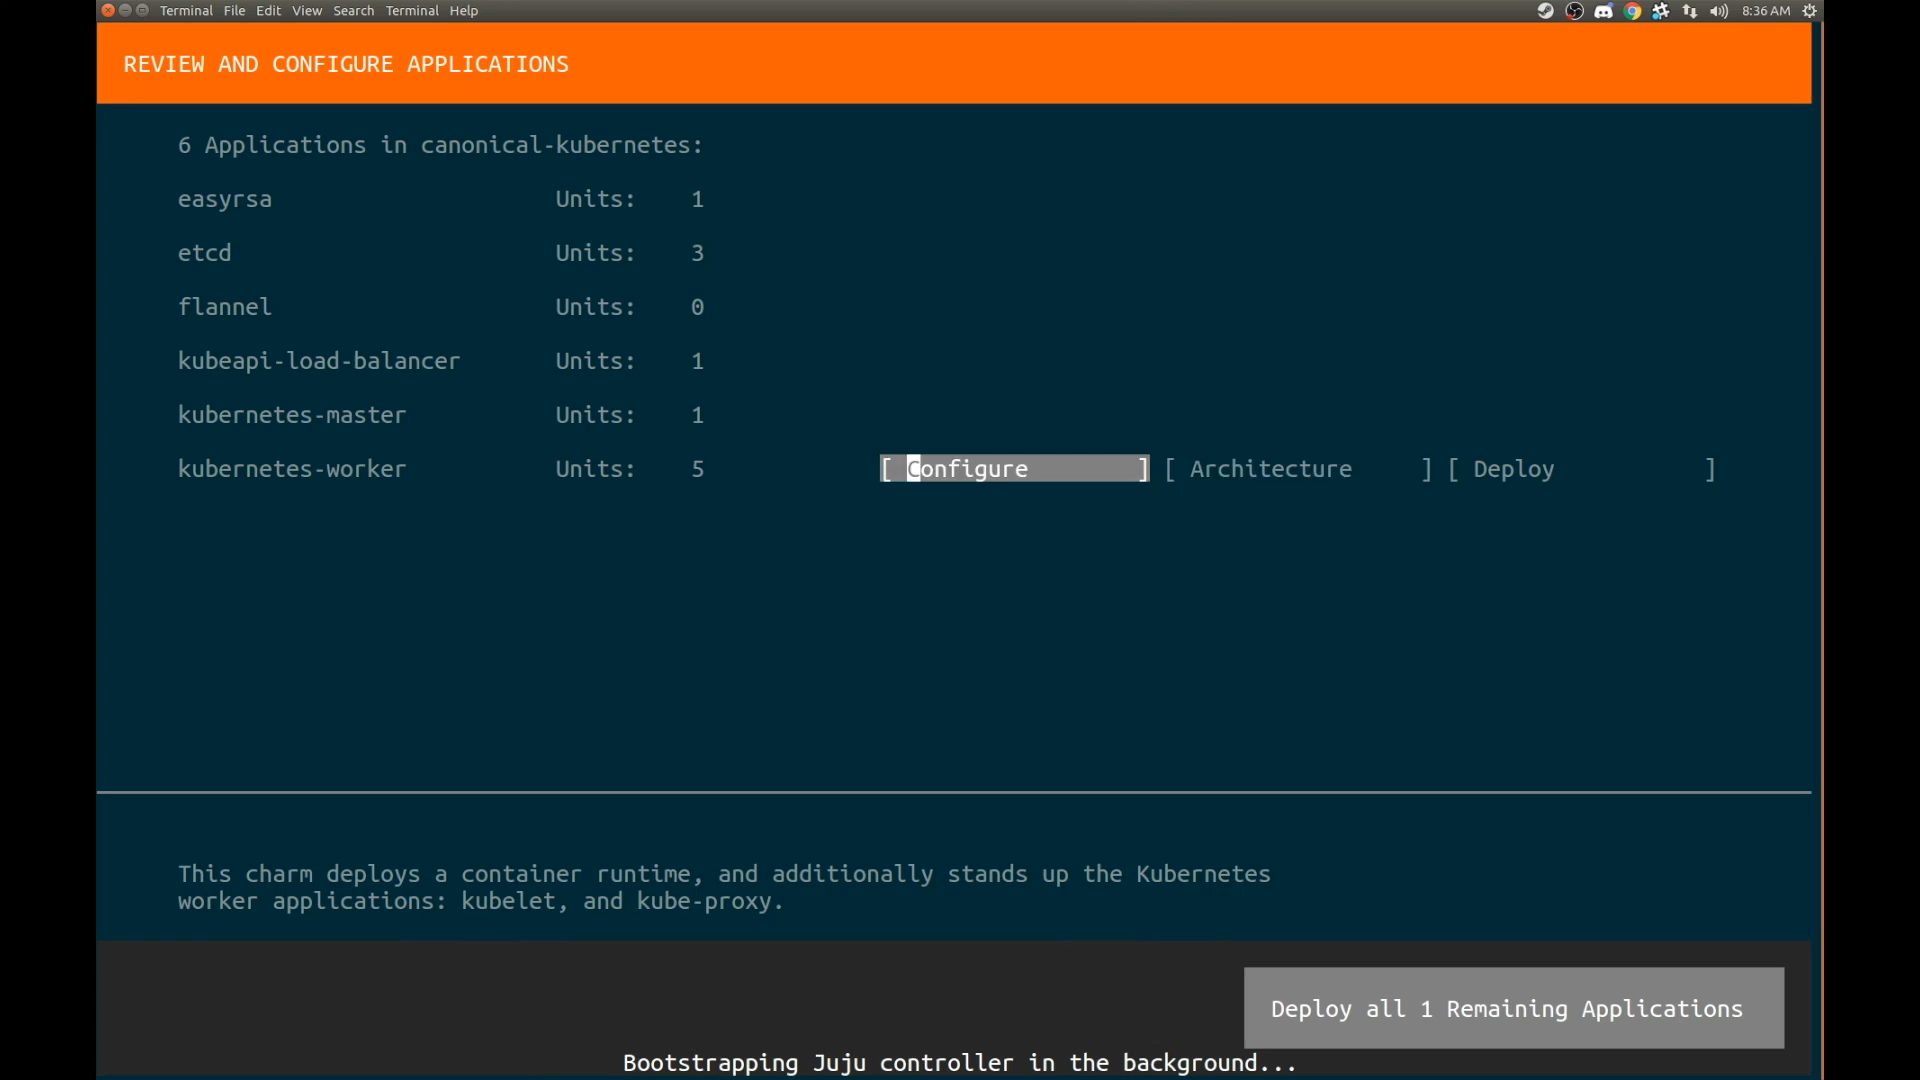 Terminal File Edit View Search Terminal Help 8:36 AM
REVIEW AND CONFIGURE APPLICATIONS
6 Applications in canonical-kubernetes:
easyrsa Units: 1
etcd Units: 3
flannel Units: 0
kubeapi-load-balancer Units: 1
kubernetes-master Units: 1
kubernetes-worker Units: 5 [ Configure ] [ Architecture ] [ Deploy ]
This charm deploys a container runtime, and additionally stands up the Kubernetes
worker applications: kubelet, and kube-proxy.
Deploy all 1 Remaining Applications
Bootstrapping Juju controller in the background...